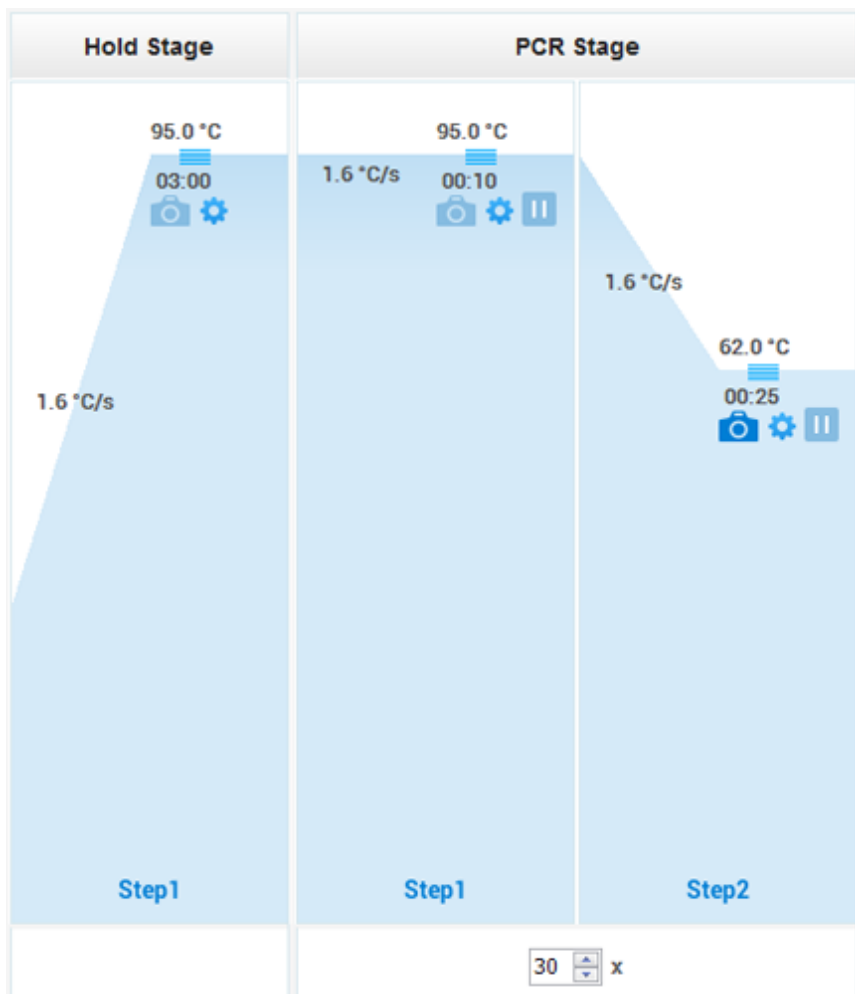 Hold Stage
PCR Stage
95.0 °C
03:00
1.6 °C/s
Step1
95.0 °C
1.6 °C/s
00:10
Step1
1.6 °C/s
62.0 °C
00:25
Step2
30 x